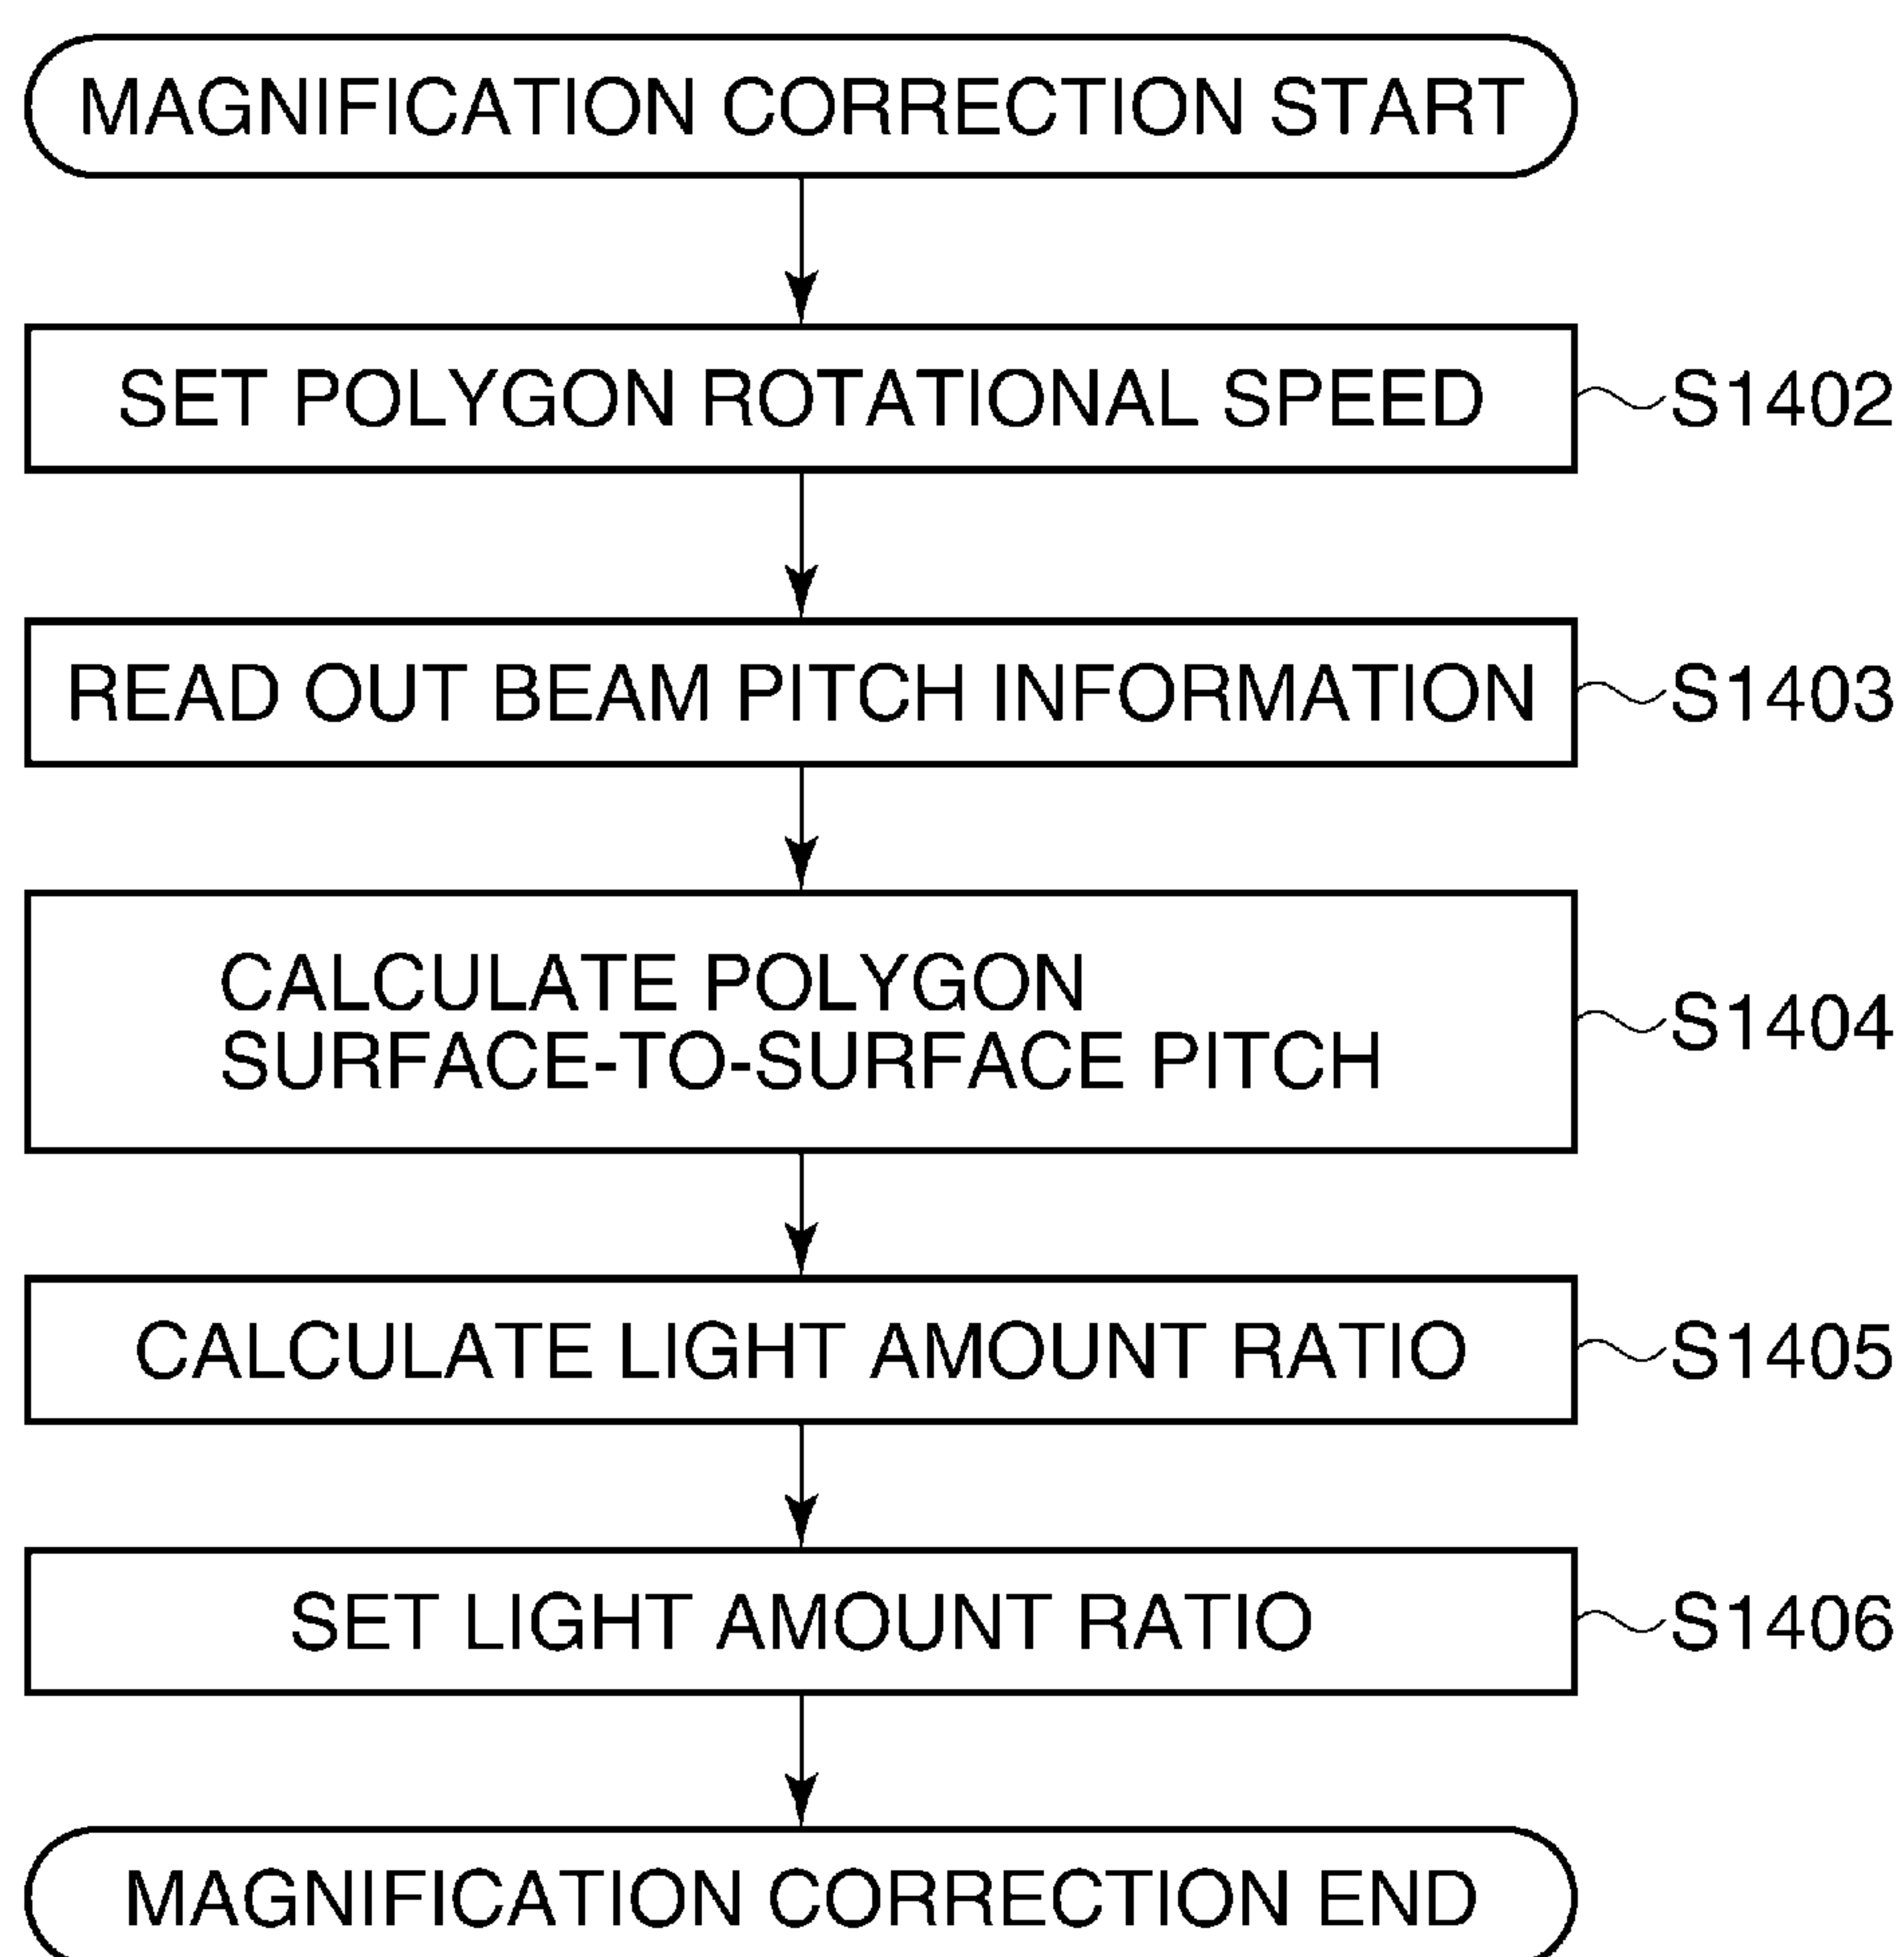 MAGNIFICATION CORRECTION START
SET POLYGON ROTATIONAL SPEED
S1402
READ OUT BEAM PITCH INFORMATION
S1403
CALCULATE POLYGON
SURFACE-TO-SURFACE PITCH
S1404
CALCULATE LIGHT AMOUNT RATIO
S1405
SET LIGHT AMOUNT RATIO
S1406
MAGNIFICATION CORRECTION END